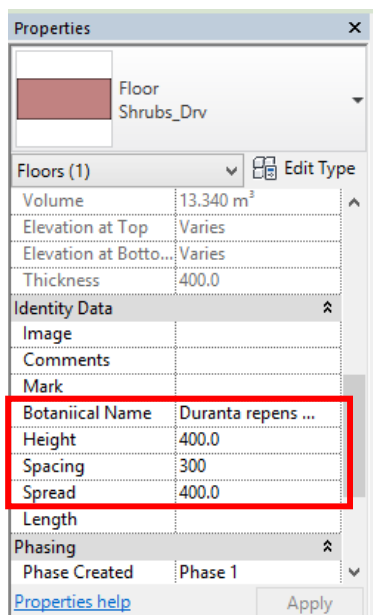 Properties ×
Floor
Shrubs_Drv
Floors (1) Edit Type
Volume 13.340 m³
Elevation at Top Varies
Elevation at Botto... Varies
Thickness 400.0
Identity Data
Image
Comments
Mark
Botaniical Name Duranta repens ...
Height 400.0
Spacing 300
Spread 400.0
Length
Phasing
Phase Created Phase 1
Properties help Apply